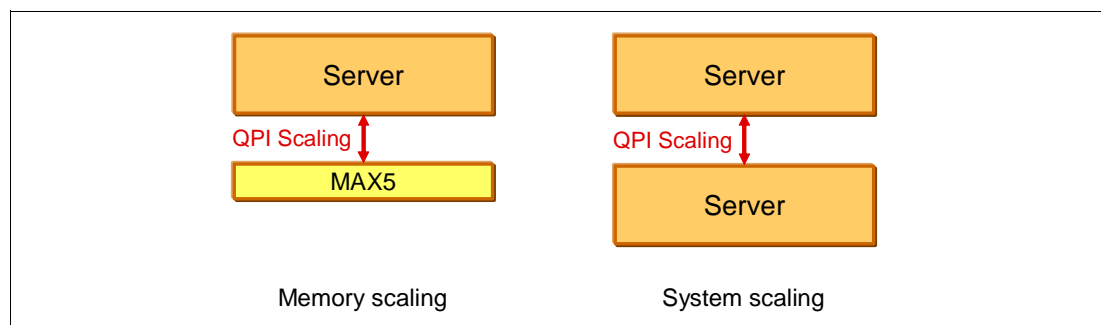 Server
QPI Scaling
MAX5
Memory scaling
Server
QPI Scaling
Server
System scaling